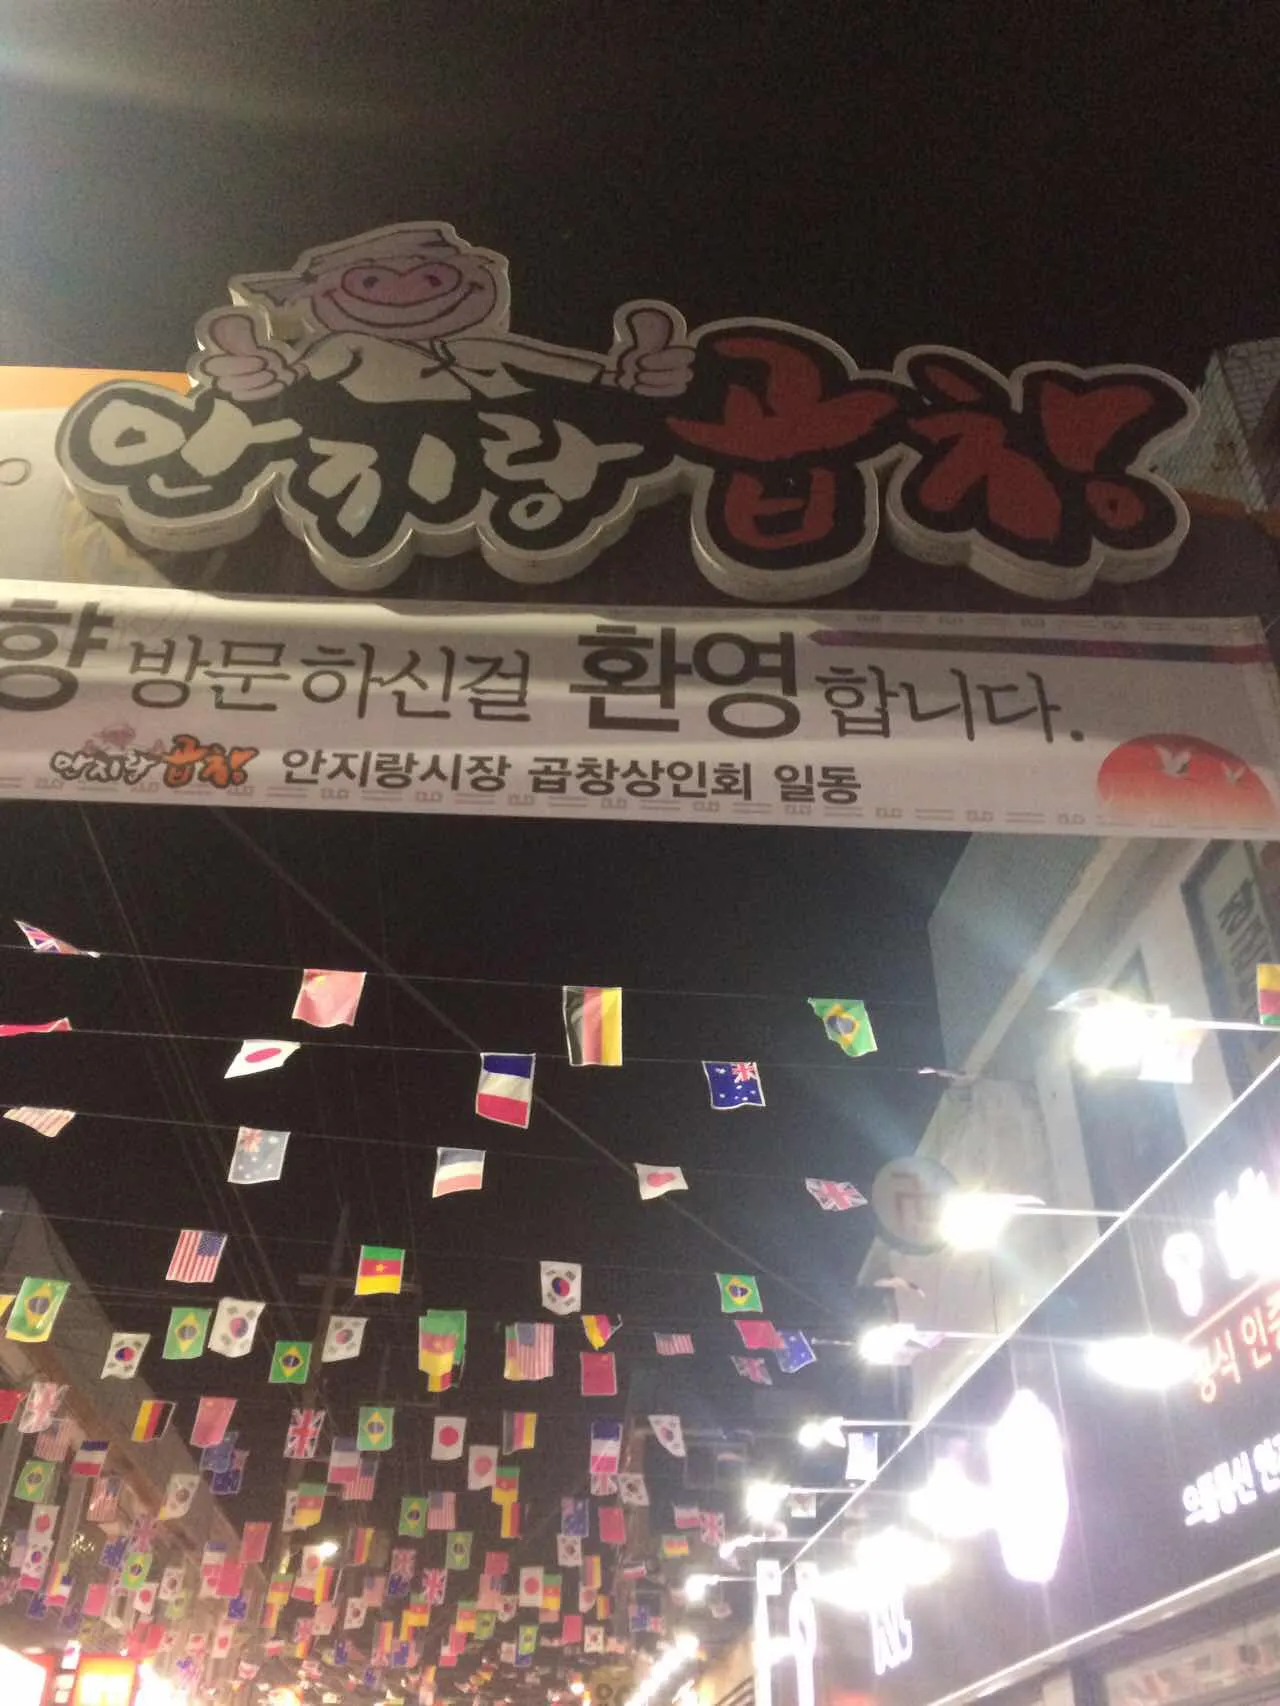 안지랑 곱창
향 방문하신걸 환영합니다.
안지랑 곱창 안지랑시장 곱창상인회 일동